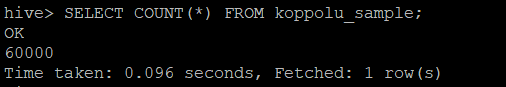 hive> SELECT COUNT(*) FROM koppolu_sample;
OK
60000
Time taken: 0.096 seconds, Fetched: 1 row(s)